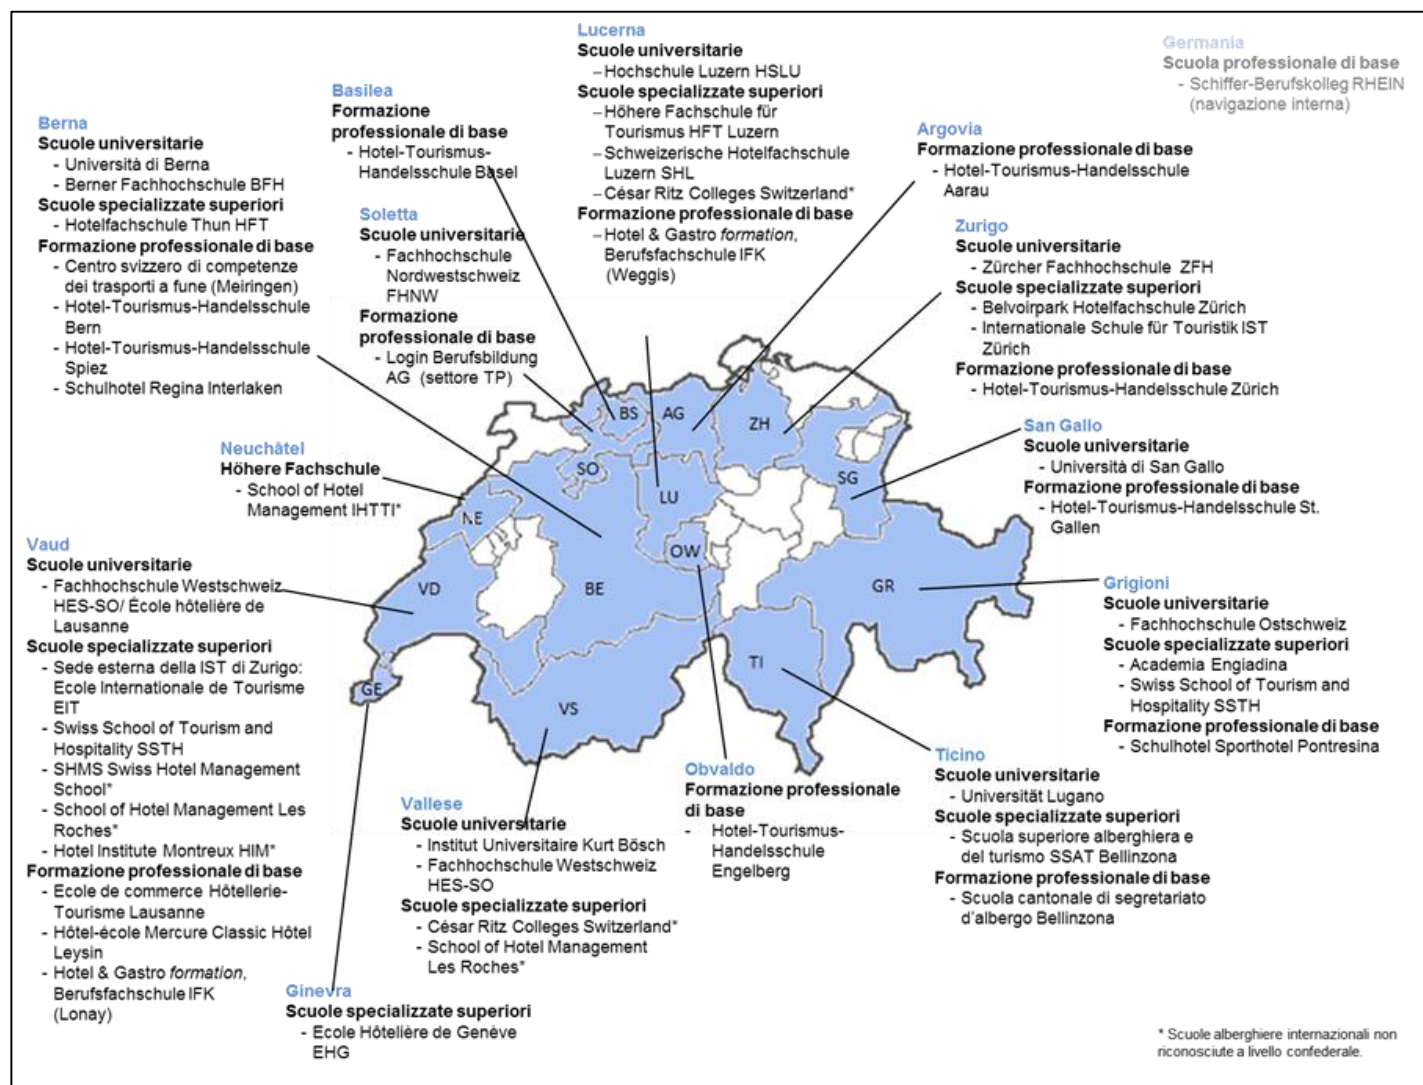 Lucerna
Scuole universitarie
– Hochschule Luzern HSLU
Scuole specializzate superiori
– Höhere Fachschule für
Tourismus HFT Luzern
– Schweizerische Hotelfachschule
Luzern SHL
– César Ritz Colleges Switzerland*
Formazione professionale di base
– Hotel & Gastro formation,
Berufsfachschule IFK
(Weggis)
Germania
Scuola professionale di base
- Schiffer-Berufskolleg RHEIN
(navigazione interna)
Basilea
Formazione
professionale di base
- Hotel-Tourismus-
Handelsschule Basel
Berna
Scuole universitarie
- Università di Berna
- Berner Fachhochschule BFH
Scuole specializzate superiori
- Hotelfachschule Thun HFT
Formazione professionale di base
- Centro svizzero di competenze
dei trasporti a fune (Meiringen)
- Hotel-Tourismus-Handelsschule
Bern
- Hotel-Tourismus-Handelsschule
Spiez
- Schulhotel Regina Interlaken
Soletta
Scuole universitarie
- Fachhochschule
Nordwestschweiz
FHNW
Formazione
professionale di base
- Login Berufsbildung
AG (settore TP)
Argovia
Formazione professionale di base
- Hotel-Tourismus-Handelsschule
Aarau
Zurigo
Scuole universitarie
- Zürcher Fachhochschule ZFH
Scuole specializzate superiori
- Belvoirpark Hotelfachschule Zürich
- Internationale Schule für Touristik IST
Zürich
Formazione professionale di base
- Hotel-Tourismus-Handelsschule Zürich
San Gallo
Scuole universitarie
- Università di San Gallo
Formazione professionale di base
- Hotel-Tourismus-Handelsschule St.
Gallen
Neuchâtel
Höhere Fachschule
- School of Hotel
Management IHTTI*
BS
AG
ZH
SO
LU
SG
NE
OW
VD
BE
GR
TI
GE
VS
Vaud
Scuole universitarie
- Fachhochschule Westschweiz
HES-SO/ École hôtelière de
Lausanne
Scuole specializzate superiori
- Sede esterna della IST di Zurigo:
Ecole Internationale de Tourisme
EIT
- Swiss School of Tourism and
Hospitality SSTH
- SHMS Swiss Hotel Management
School*
- School of Hotel Management Les
Roches*
- Hotel Institute Montreux HIM*
Formazione professionale di base
- Ecole de commerce Hôtellerie-
Tourisme Lausanne
- Hôtel-école Mercure Classic Hôtel
Leysin
- Hotel & Gastro formation,
Berufsfachschule IFK
(Lonay)
Grigioni
Scuole universitarie
- Fachhochschule Ostschweiz
Scuole specializzate superiori
- Academia Engiadina
- Swiss School of Tourism and
Hospitality SSTH
Formazione professionale di base
- Schulhotel Sporthotel Pontresina
Ticino
Scuole universitarie
- Universität Lugano
Scuole specializzate superiori
- Scuola superiore alberghiera e
del turismo SSAT Bellinzona
Formazione professionale di base
- Scuola cantonale di segretariato
d'albergo Bellinzona
Obvaldo
Formazione professionale
di base
- Hotel-Tourismus-
Handelsschule
Engelberg
Vallese
Scuole universitarie
- Institut Universitaire Kurt Bösch
- Fachhochschule Westschweiz
HES-SO
Scuole specializzate superiori
- César Ritz Colleges Switzerland*
- School of Hotel Management
Les Roches*
Ginevra
Scuole specializzate superiori
- Ecole Hôtelière de Genève
EHG
* Scuole alberghiere internazionali non
riconosciute a livello confederale.